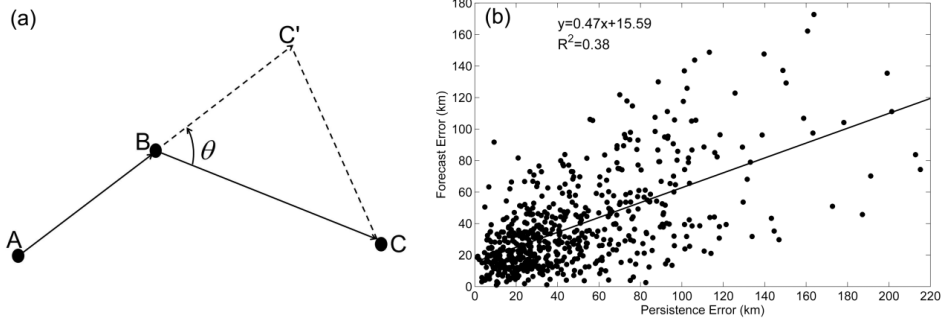 (a)
C'
B
θ
A
C
(b)
y=0.47x+15.59
R²=0.38
Forecast Error (km)
180
160
140
120
100
80
60
40
20
0
0 20 40 60 80 100 120 140 160 180 200 220
Persistence Error (km)